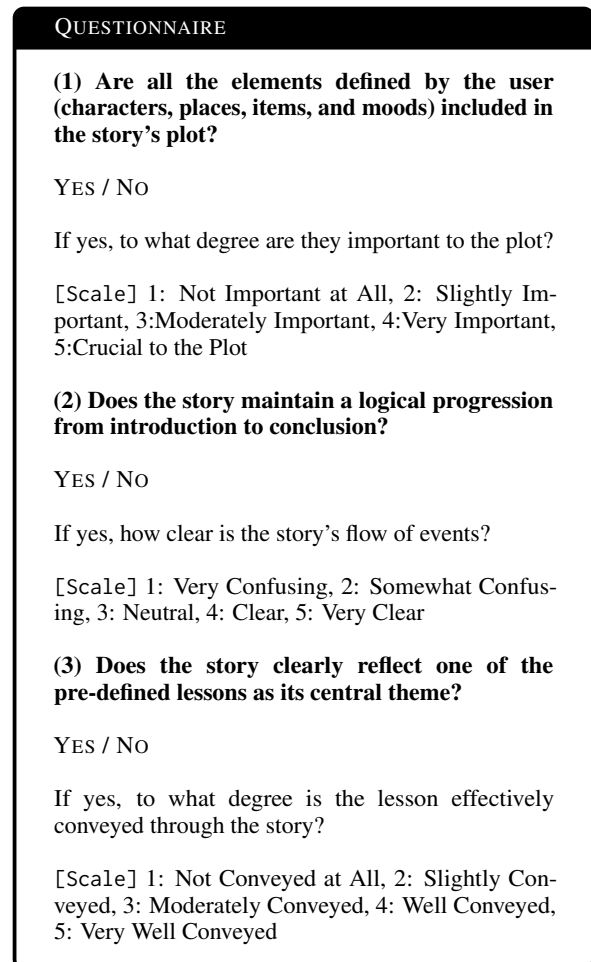 QUESTIONNAIRE
(1) Are all the elements defined by the user
(characters, places, items, and moods) included in
the story's plot?
YES / NO
If yes, to what degree are they important to the plot?
[Scale] 1: Not Important at All, 2: Slightly Im-
portant, 3:Moderately Important, 4:Very Important,
5:Crucial to the Plot
(2) Does the story maintain a logical progression
from introduction to conclusion?
YES / NO
If yes, how clear is the story's flow of events?
[Scale] 1: Very Confusing, 2: Somewhat Confus-
ing, 3: Neutral, 4: Clear, 5: Very Clear
(3) Does the story clearly reflect one of the
pre-defined lessons as its central theme?
YES / NO
If yes, to what degree is the lesson effectively
conveyed through the story?
[Scale] 1: Not Conveyed at All, 2: Slightly Con-
veyed, 3: Moderately Conveyed, 4: Well Conveyed,
5: Very Well Conveyed